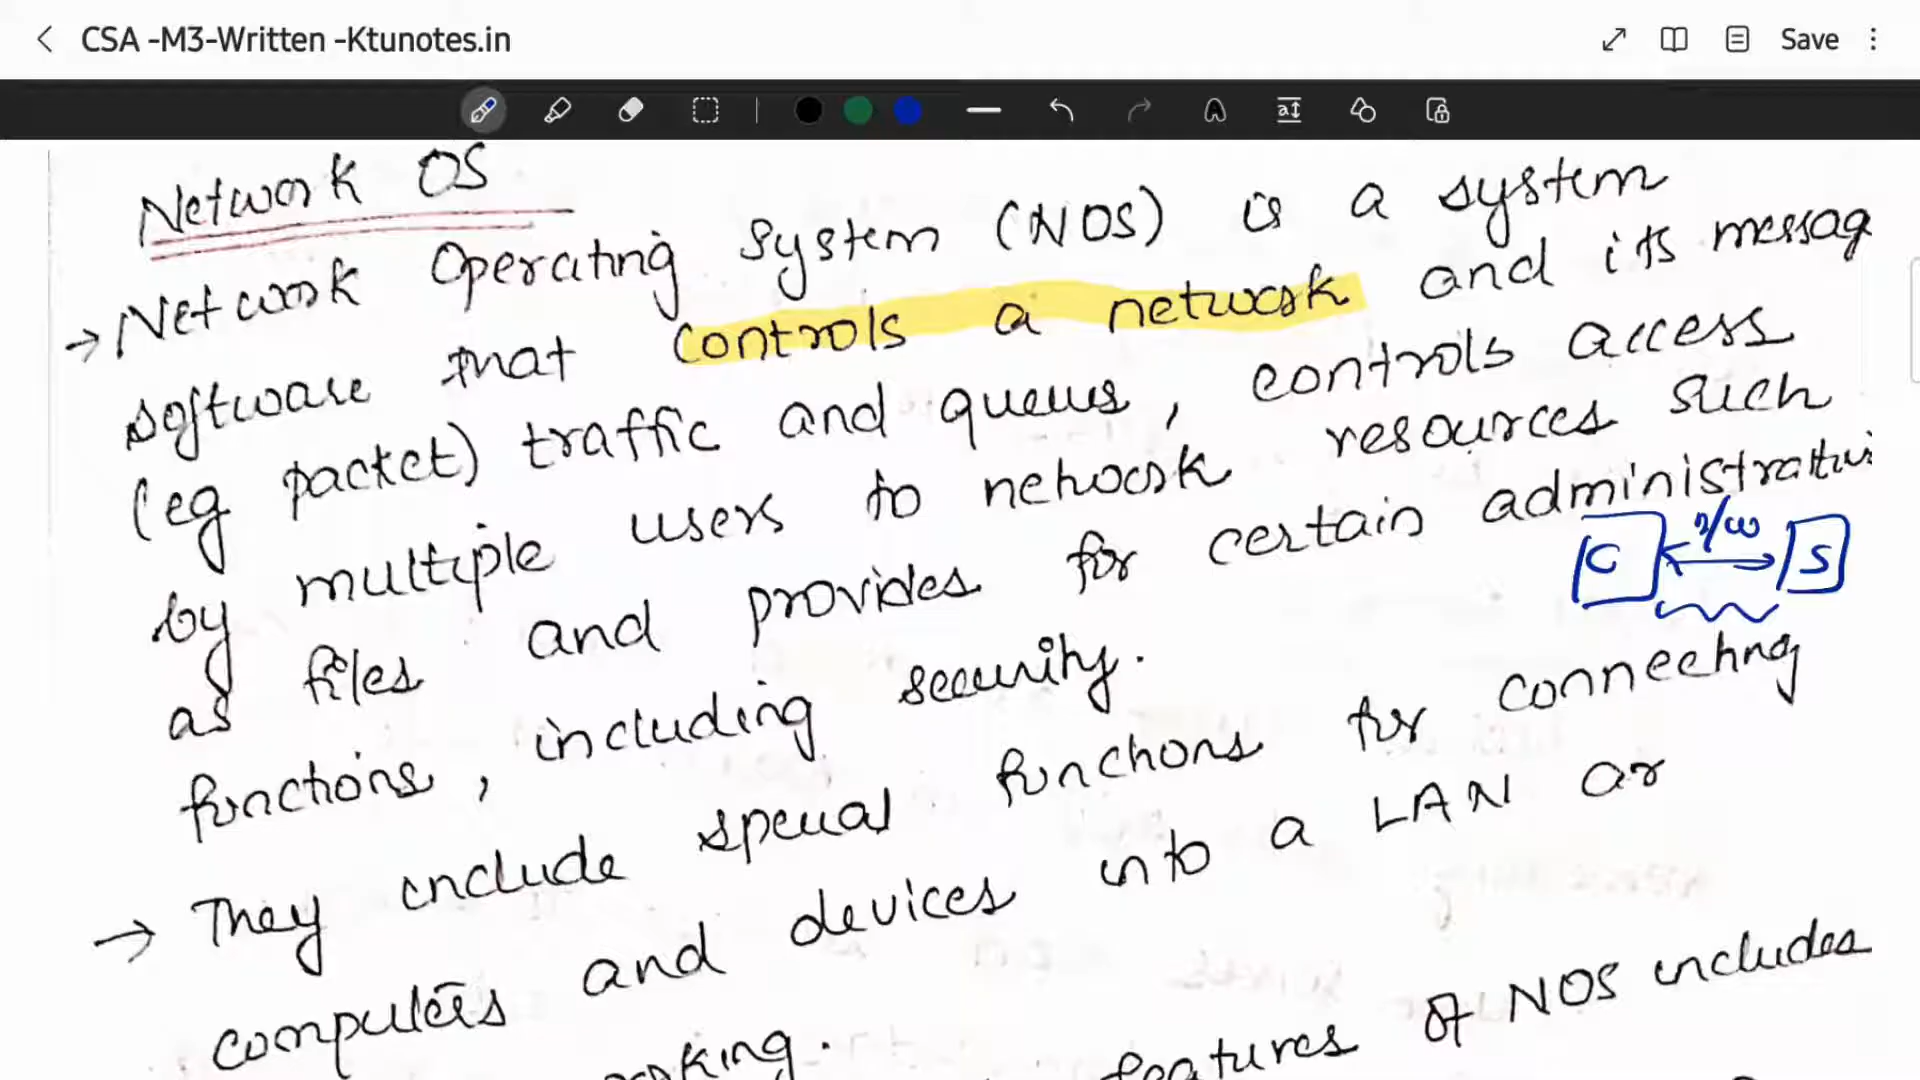 CSA -M3-Written -Ktunotes.in
Save
Network OS
→ Network Operating System (NOS) is a system
software that controls a network and its messag
(eg packet) traffic and queues, controls access
by multiple users to network resources such
as files and provides for certain administrativ
functions, including security.
C r/w S
→ They include special functions for connecting
computers and devices into a LAN or
features of NOS includes